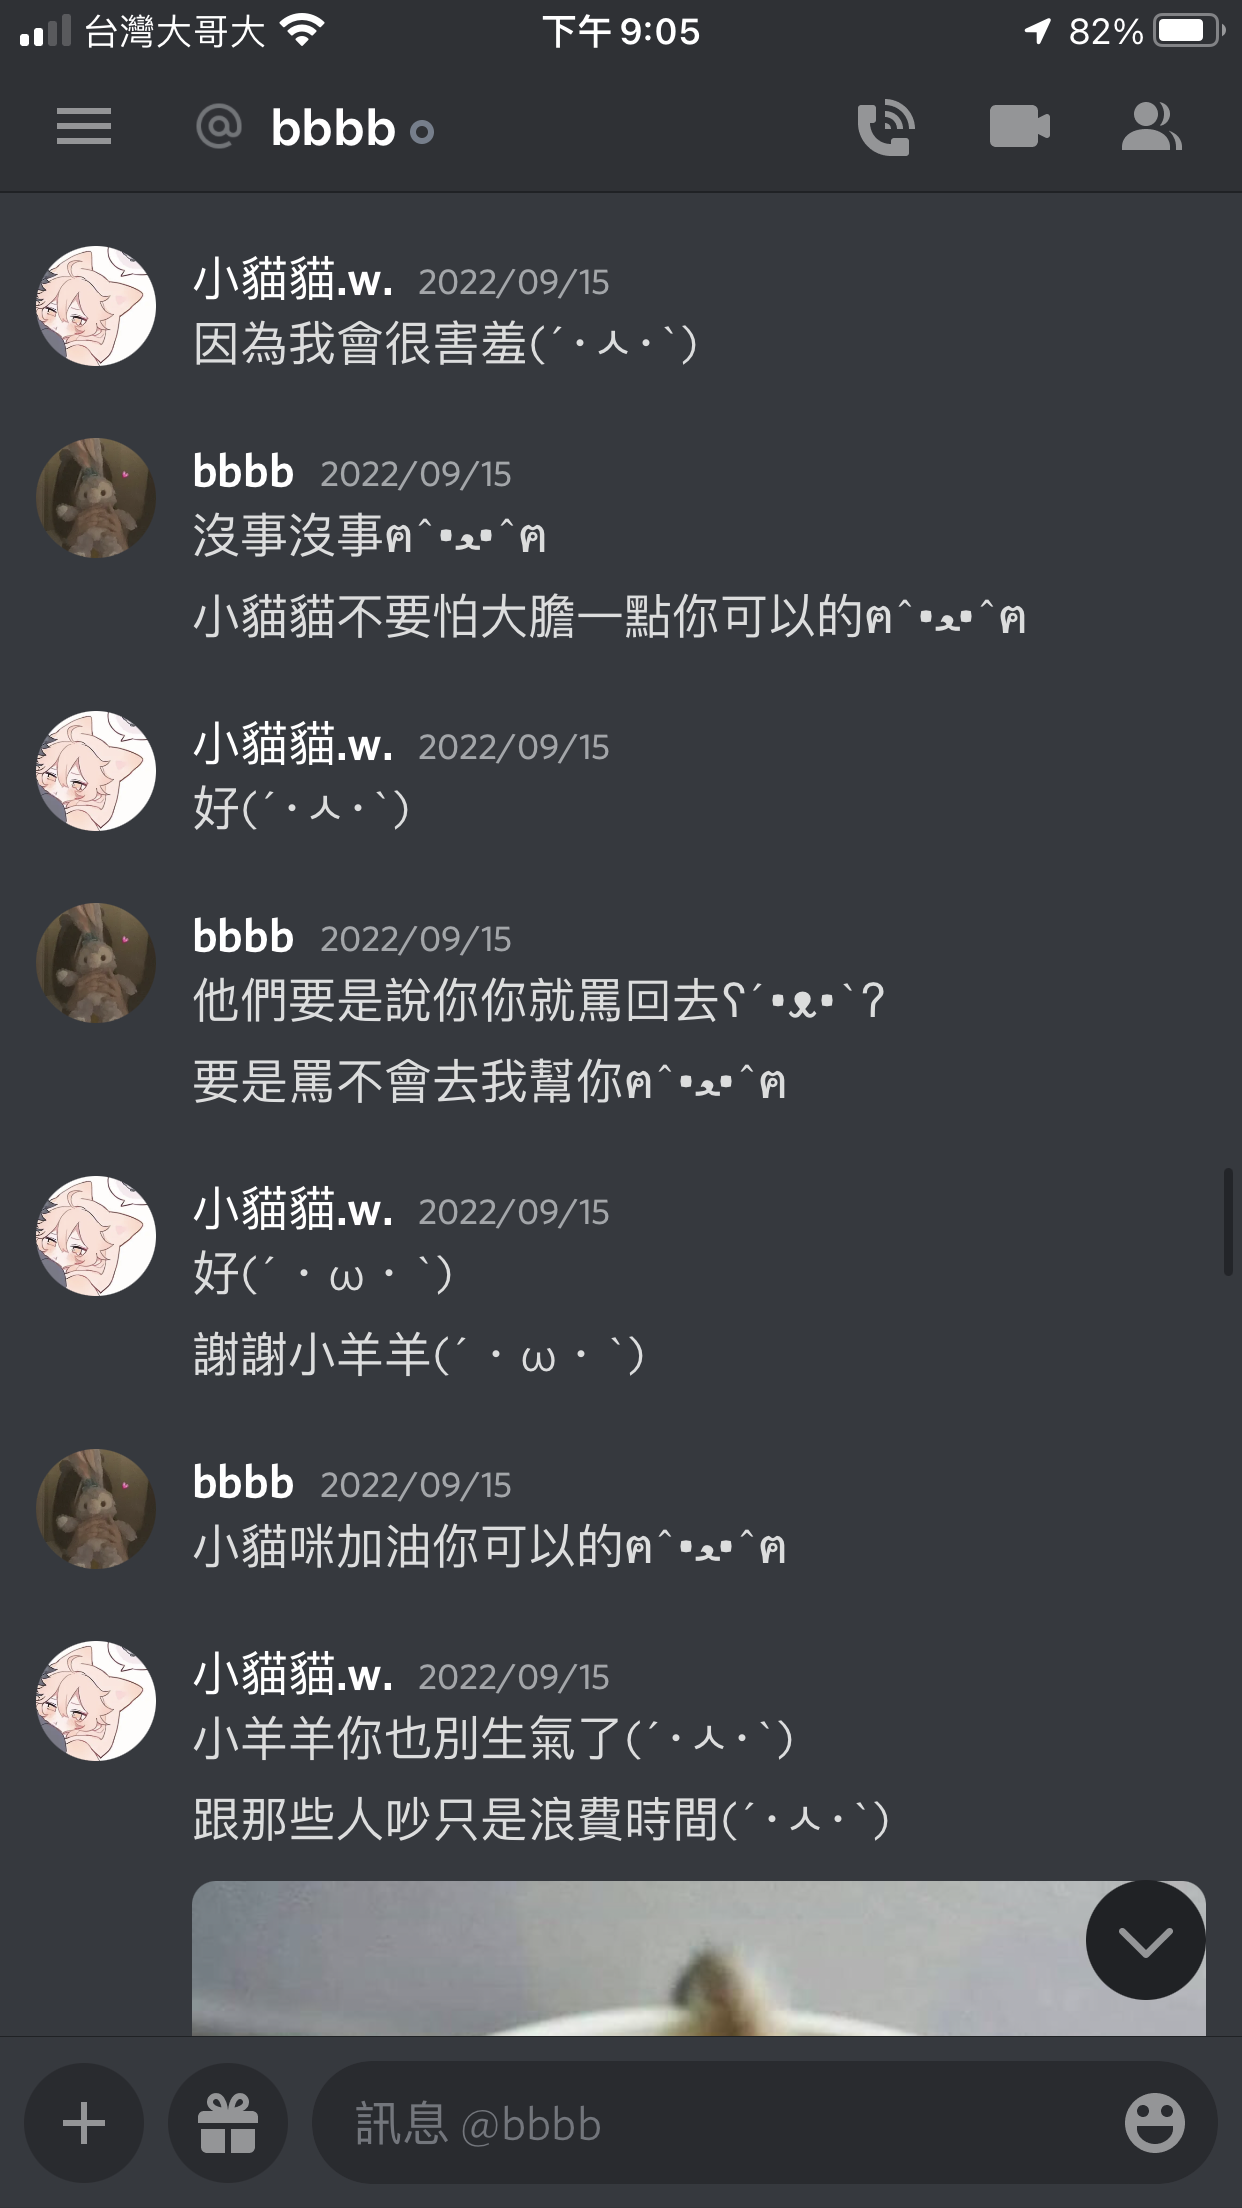 台灣大哥大 下午 9:05 82%
@ bbbb
小貓貓.w. 2022/09/15
因為我會很害羞(´･ㅅ･`)
bbbb 2022/09/15
沒事沒事ฅ^•ﻌ•^ฅ
小貓貓不要怕大膽一點你可以的ฅ^•ﻌ•^ฅ
小貓貓.w. 2022/09/15
好(´･ㅅ･`)
bbbb 2022/09/15
他們要是說你你就罵回去ʕ´•ᴥ•`ʔ
要是罵不會去我幫你ฅ^•ﻌ•^ฅ
小貓貓.w. 2022/09/15
好(´・ω・`)
謝謝小羊羊(´・ω・`)
bbbb 2022/09/15
小貓咪加油你可以的ฅ^•ﻌ•^ฅ
小貓貓.w. 2022/09/15
小羊羊你也別生氣了(´･ㅅ･`)
跟那些人吵只是浪費時間(´･ㅅ･`)
訊息 @bbbb